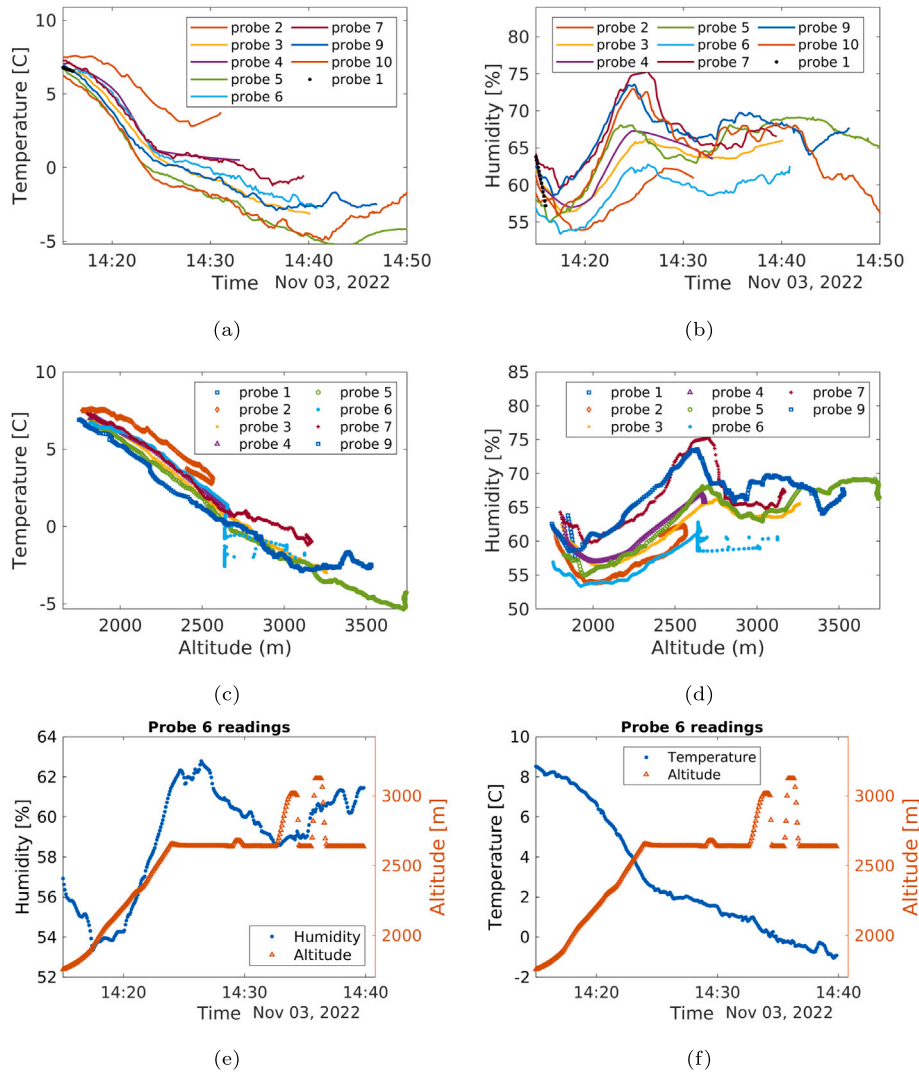 10
5
0
-5
Temperature [C]
probe 2
probe 3
probe 4
probe 5
probe 6
probe 7
probe 9
probe 10
probe 1
14:20
14:30
14:40
14:50
Time
Nov 03, 2022
(a)
80
75
70
65
60
55
Humidity [%]
probe 2
probe 3
probe 4
probe 5
probe 6
probe 7
probe 9
probe 10
probe 1
14:20
14:30
14:40
14:50
Time
Nov 03, 2022
(b)
10
5
0
-5
Temperature [C]
probe 1
probe 2
probe 3
probe 4
probe 5
probe 6
probe 7
probe 9
2000
2500
3000
3500
Altitude (m)
(c)
85
80
75
70
65
60
55
50
Humidity [%]
probe 1
probe 2
probe 3
probe 4
probe 5
probe 6
probe 7
probe 9
2000
2500
3000
3500
Altitude (m)
(d)
Probe 6 readings
64
62
60
58
56
54
52
Humidity [%]
3000
2500
2000
Altitude [m]
Humidity
Altitude
14:20
14:30
14:40
Time
Nov 03, 2022
(e)
Probe 6 readings
10
8
6
4
2
0
-2
Temperature [C]
Temperature
Altitude
3000
2500
2000
Altitude [m]
14:20
14:30
14:40
Time
Nov 03, 2022
(f)